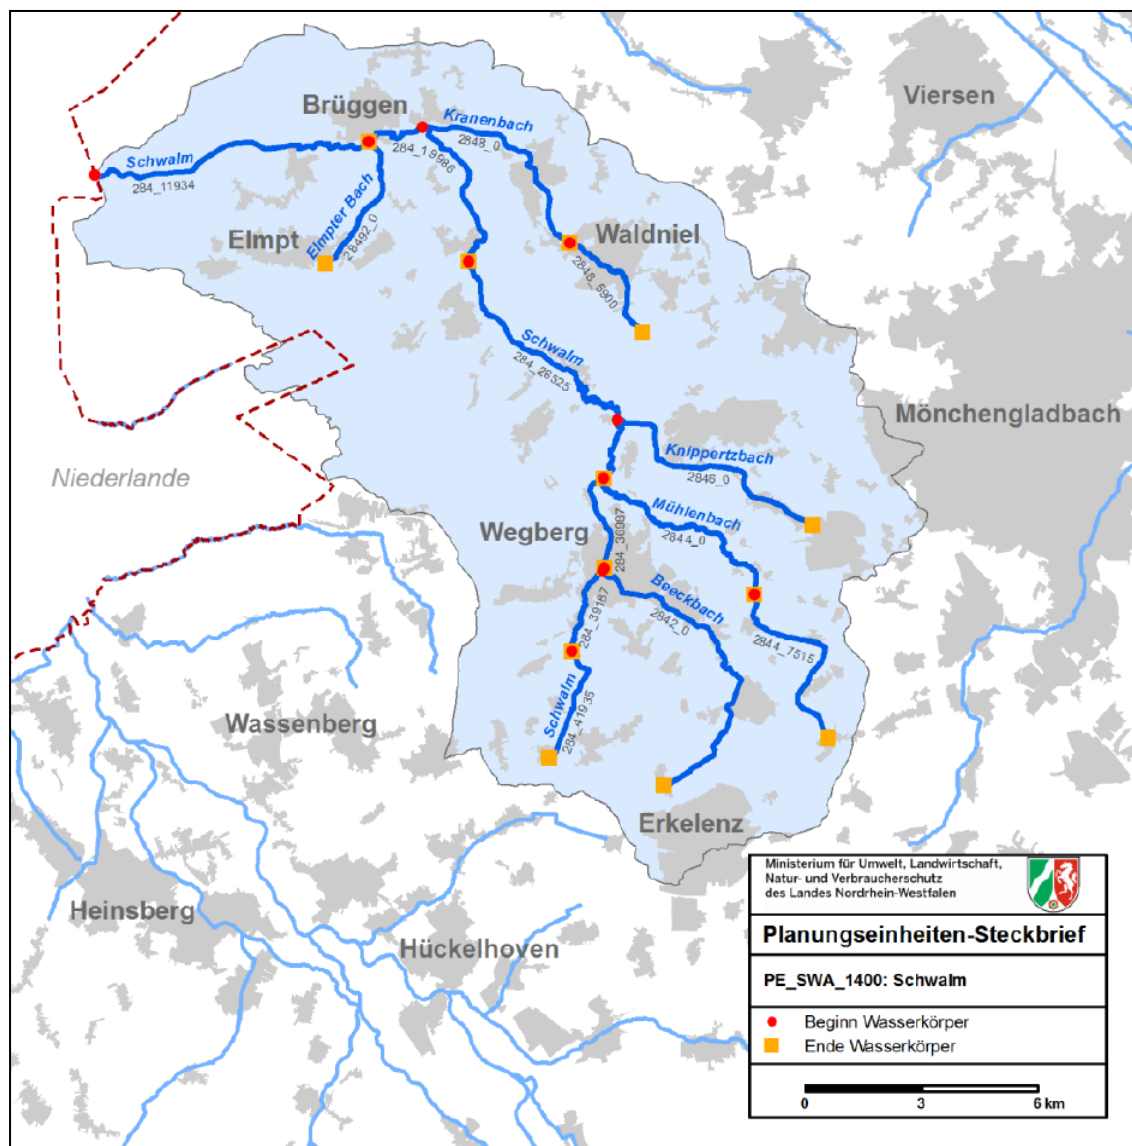 Viersen
Brüggen
Kranenbach
2848_0
284_19986
Schwalm
284_11934
Elmpter Bach
28492_0
Elmpt
Waldniel
2848_5900
Schwalm
284_26525
Mönchengladbach
Niederlande
Knippertzbach
2846_0
Mühlenbach
2844_0
Wegberg
284_36987
Beeckbach
2842_0
284_39187
2844_7515
Schwalm
284_41935
Wassenberg
Erkelenz
Heinsberg
Hückelhoven
Ministerium für Umwelt, Landwirtschaft,
Natur- und Verbraucherschutz
des Landes Nordrhein-Westfalen
Planungseinheiten-Steckbrief
PE_SWA_1400: Schwalm
Beginn Wasserkörper
Ende Wasserkörper
0 3 6 km